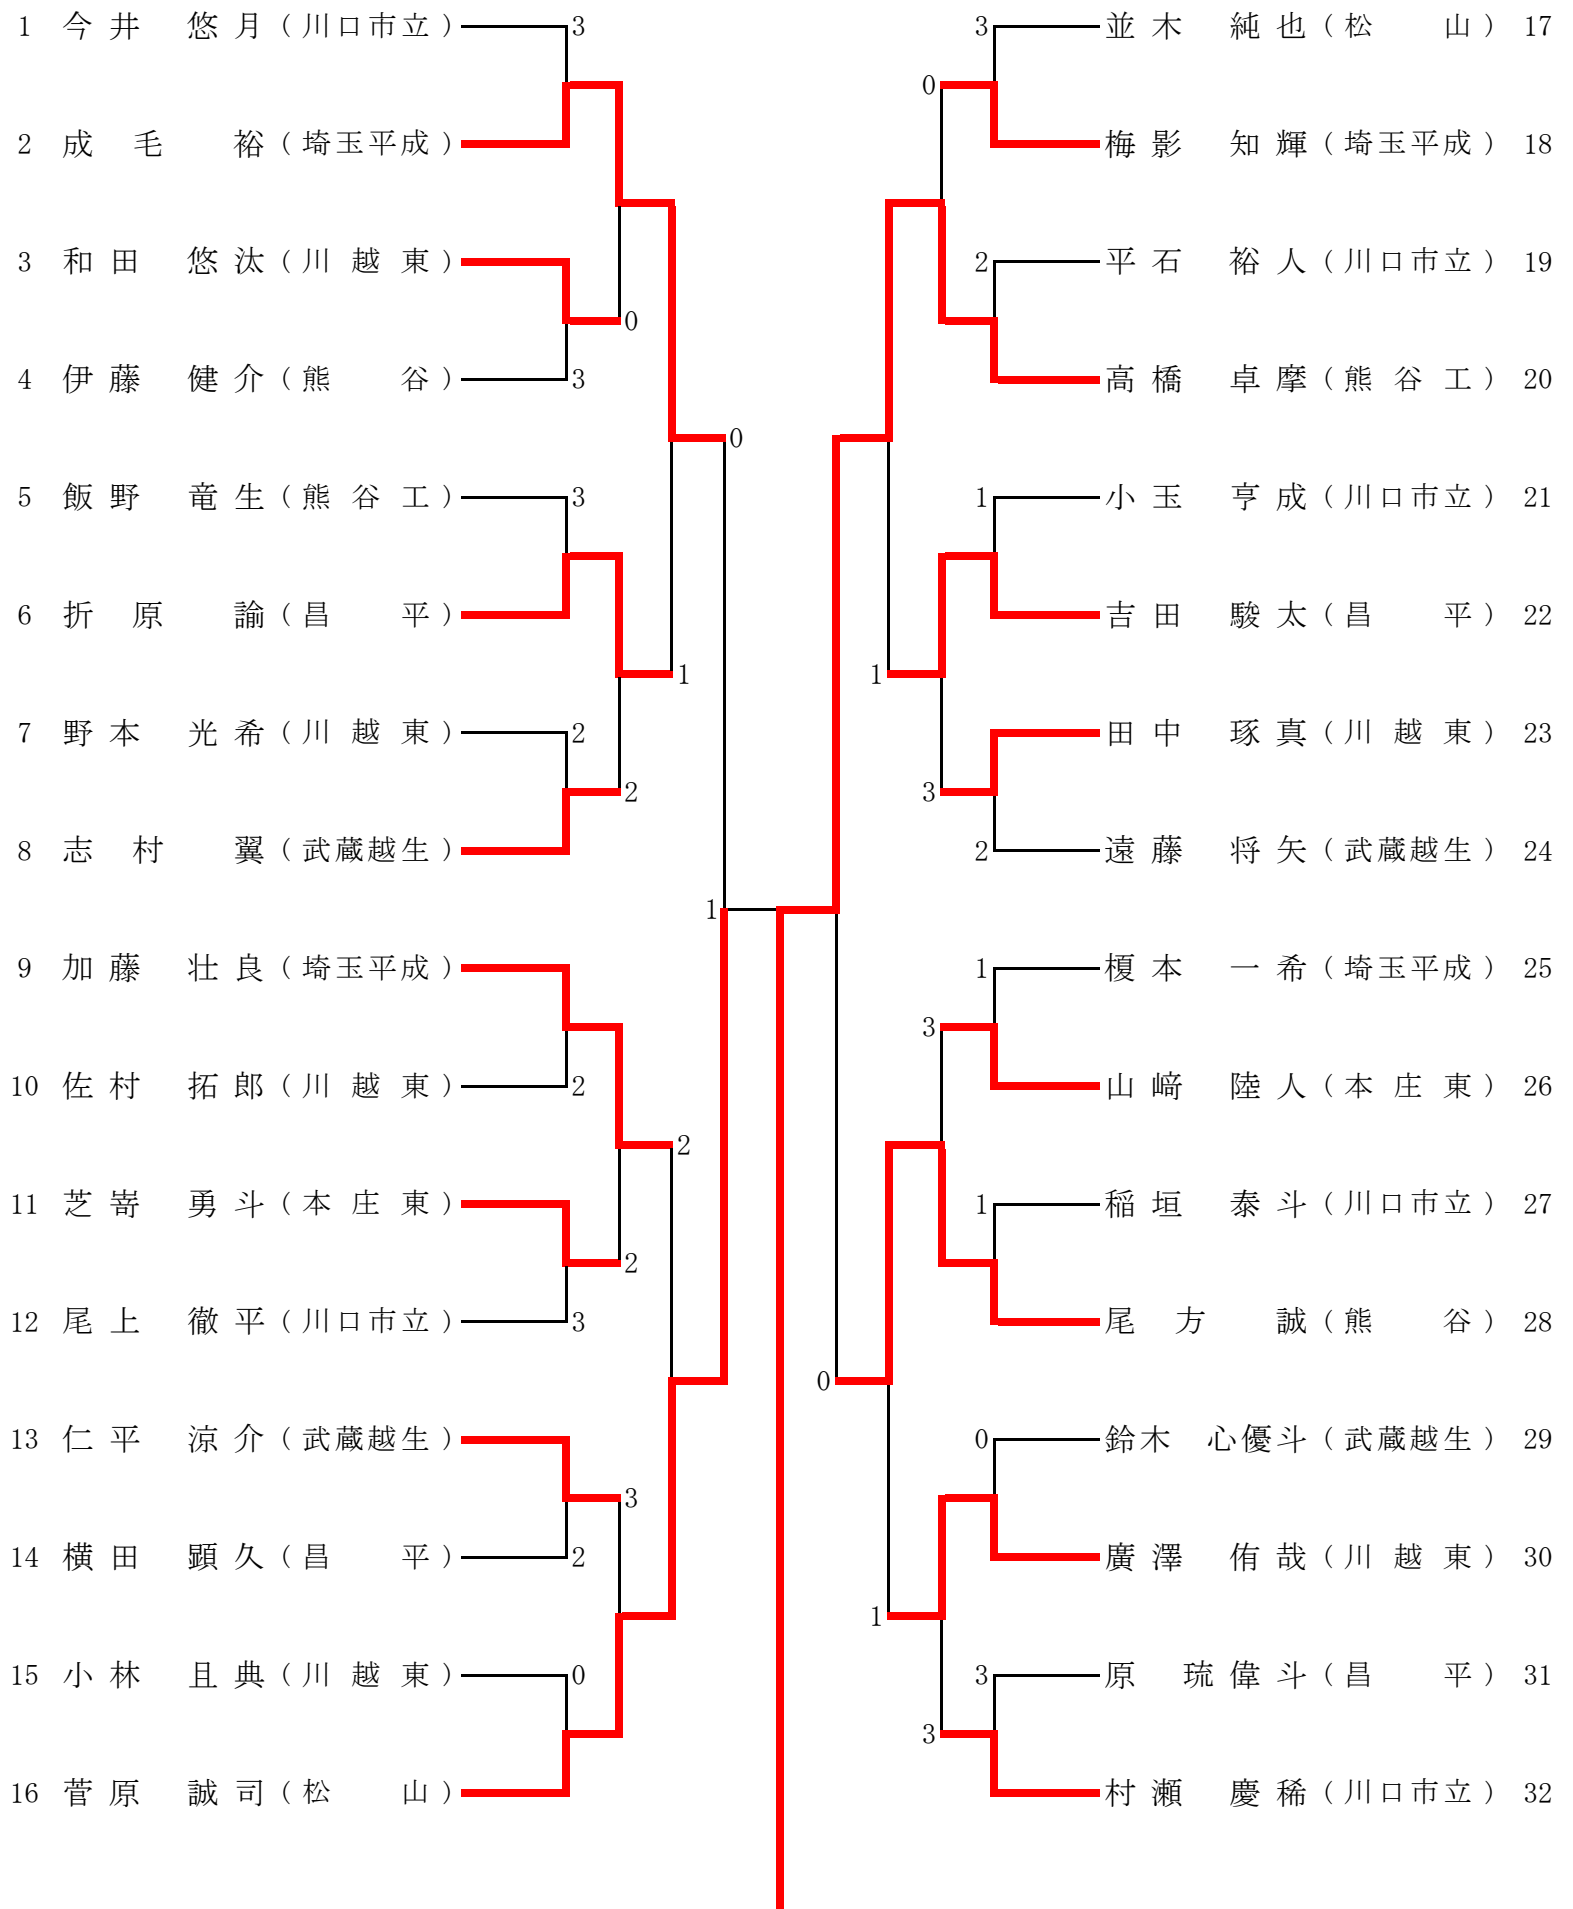 1 今井 悠月 (川口市立) 3
2 成毛 裕 (埼玉平成)
3 和田 悠汰 (川越東)
0
4 伊藤 健介 (熊谷) 3
0
5 飯野 竜生 (熊谷工) 3
6 折原 諭 (昌平)
1
7 野本 光希 (川越東) 2
2
8 志村 翼 (武蔵越生)
1
9 加藤 壮良 (埼玉平成)
10 佐村 拓郎 (川越東) 2
2
11 芝嵜 勇斗 (本庄東)
2
12 尾上 徹平 (川口市立) 3
13 仁平 涼介 (武蔵越生)
3
14 横田 顕久 (昌平) 2
15 小林 且典 (川越東) 0
16 菅原 誠司 (松山)
3 並木 純也 (松山) 17
0
梅影 知輝 (埼玉平成) 18
2 平石 裕人 (川口市立) 19
高橋 卓摩 (熊谷工) 20
1 小玉 亨成 (川口市立) 21
吉田 駿太 (昌平) 22
1
田中 琢真 (川越東) 23
3
2 遠藤 将矢 (武蔵越生) 24
1 榎本 一希 (埼玉平成) 25
3
山﨑 陸人 (本庄東) 26
1 稲垣 泰斗 (川口市立) 27
尾方 誠 (熊谷) 28
0
0 鈴木 心優斗 (武蔵越生) 29
廣澤 侑哉 (川越東) 30
1
3 原 琉偉斗 (昌平) 31
3
村瀬 慶稀 (川口市立) 32